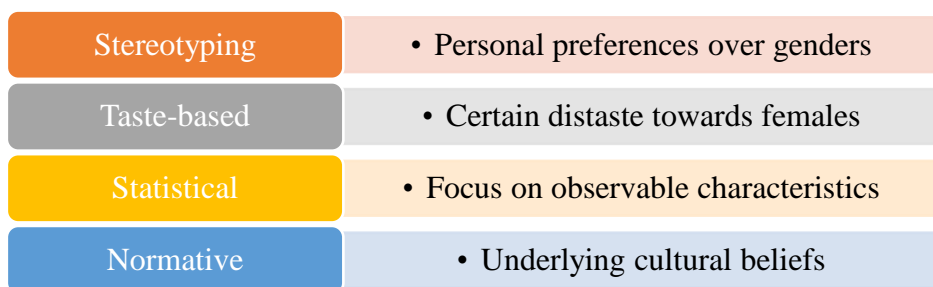 Stereotyping
• Personal preferences over genders
Taste-based
• Certain distaste towards females
Statistical
• Focus on observable characteristics
Normative
• Underlying cultural beliefs